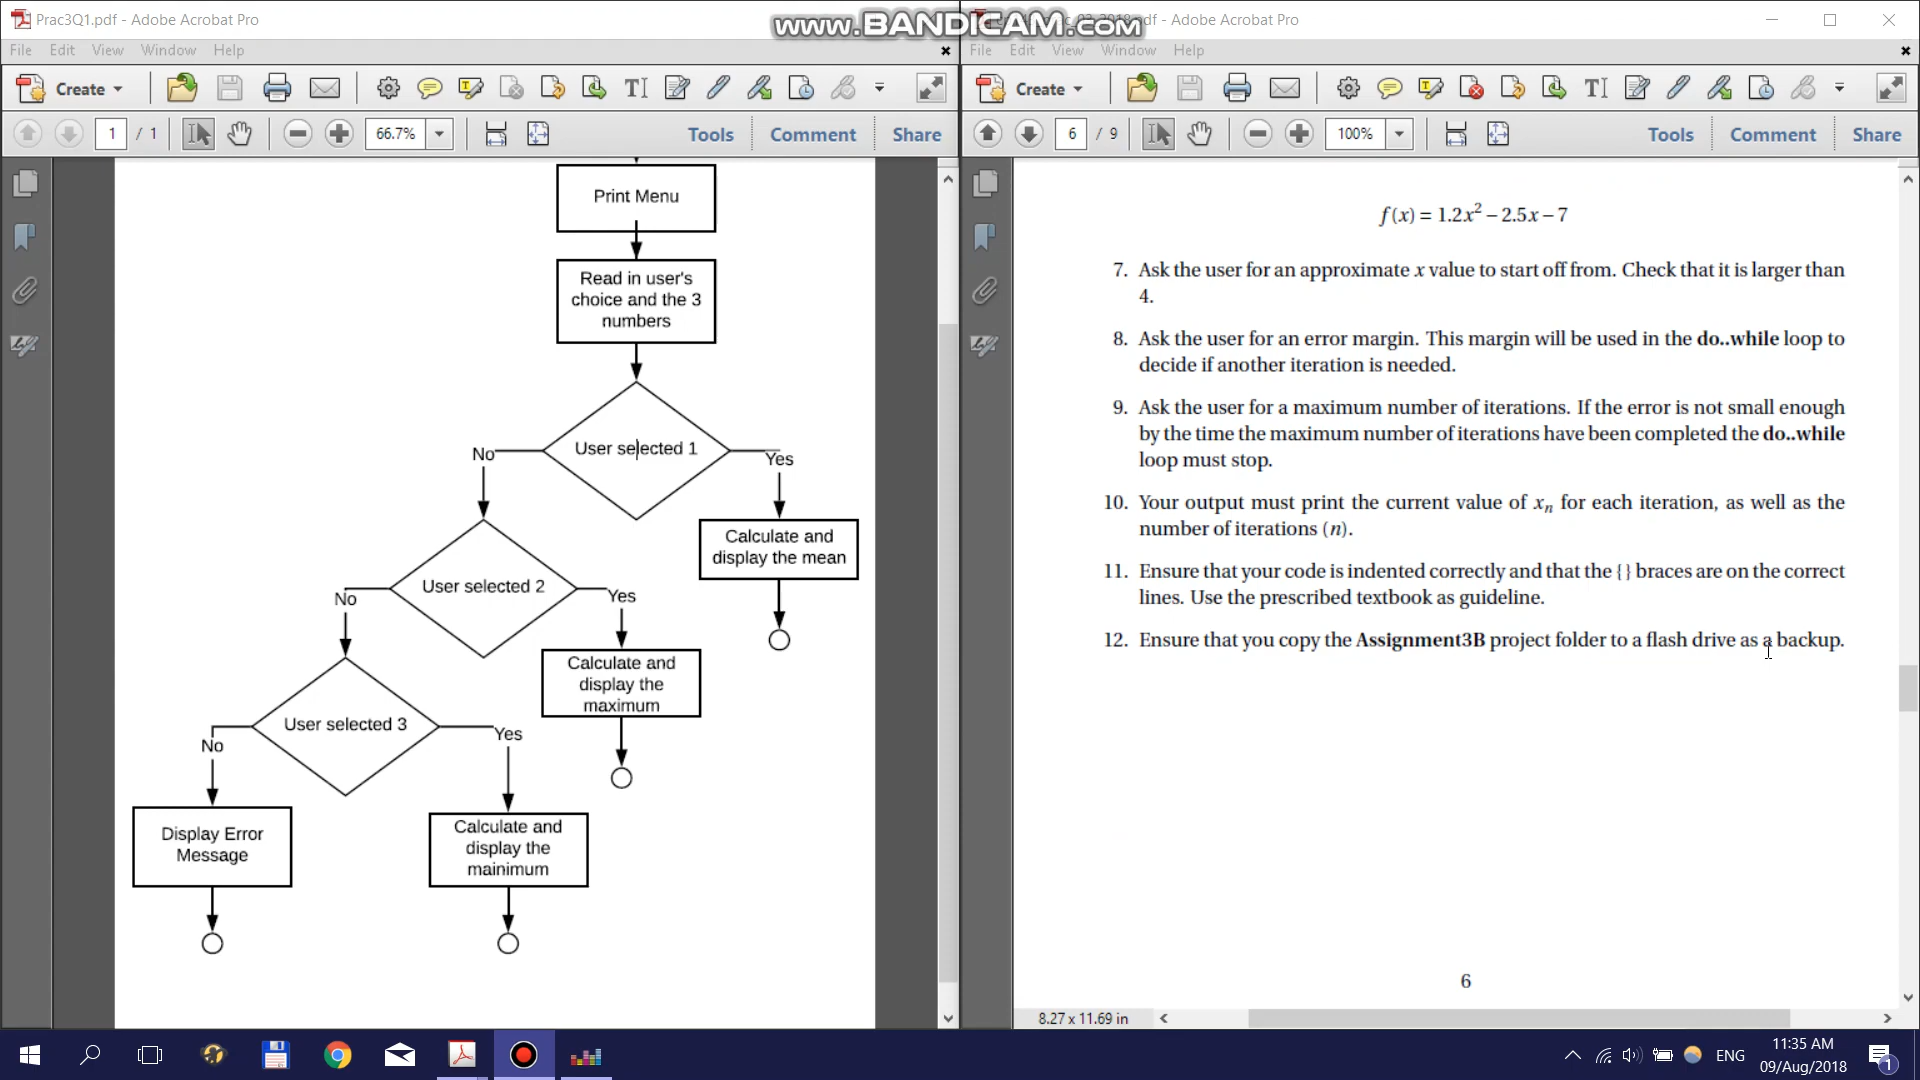 Prac3Q1.pdf - Adobe Acrobat Pro
www.BANDICAM.com
.pdf - Adobe Acrobat Pro
File Edit View Window Help
File Edit View Window Help
Create
Create
1 / 1
66.7%
Tools
Comment
Share
6 / 9
100%
Tools
Comment
Share
Print Menu
Read in user's
choice and the 3
numbers
User selected 1
No
Yes
Calculate and
display the mean
User selected 2
No
Yes
Calculate and
display the
maximum
User selected 3
No
Yes
Display Error
Message
Calculate and
display the
mainimum
f(x) = 1.2x² – 2.5x – 7
7. Ask the user for an approximate x value to start off from. Check that it is larger than
4.
8. Ask the user for an error margin. This margin will be used in the do..while loop to
decide if another iteration is needed.
9. Ask the user for a maximum number of iterations. If the error is not small enough
by the time the maximum number of iterations have been completed the do..while
loop must stop.
10. Your output must print the current value of xₙ for each iteration, as well as the
number of iterations (n).
11. Ensure that your code is indented correctly and that the { } braces are on the correct
lines. Use the prescribed textbook as guideline.
12. Ensure that you copy the Assignment3B project folder to a flash drive as a backup.
6
8.27 x 11.69 in
ENG
11:35 AM
09/Aug/2018
1